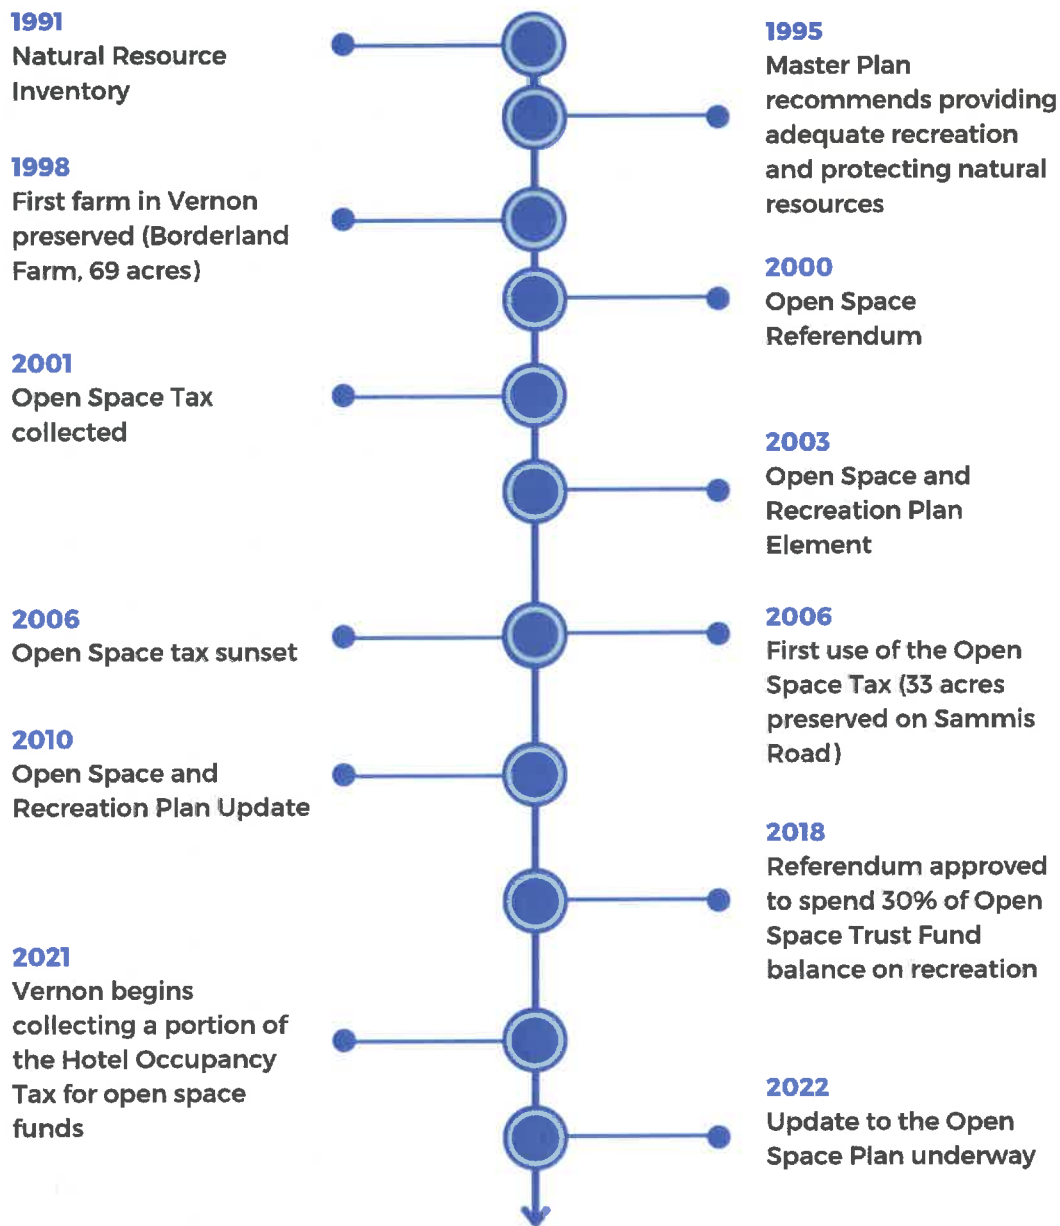 1991
Natural Resource
Inventory
1995
Master Plan
recommends providing
adequate recreation
and protecting natural
resources
1998
First farm in Vernon
preserved (Borderland
Farm, 69 acres)
2000
Open Space
Referendum
2001
Open Space Tax
collected
2003
Open Space and
Recreation Plan
Element
2006
Open Space tax sunset
2006
First use of the Open
Space Tax (33 acres
preserved on Sammis
Road)
2010
Open Space and
Recreation Plan Update
2018
Referendum approved
to spend 30% of Open
Space Trust Fund
balance on recreation
2021
Vernon begins
collecting a portion of
the Hotel Occupancy
Tax for open space
funds
2022
Update to the Open
Space Plan underway